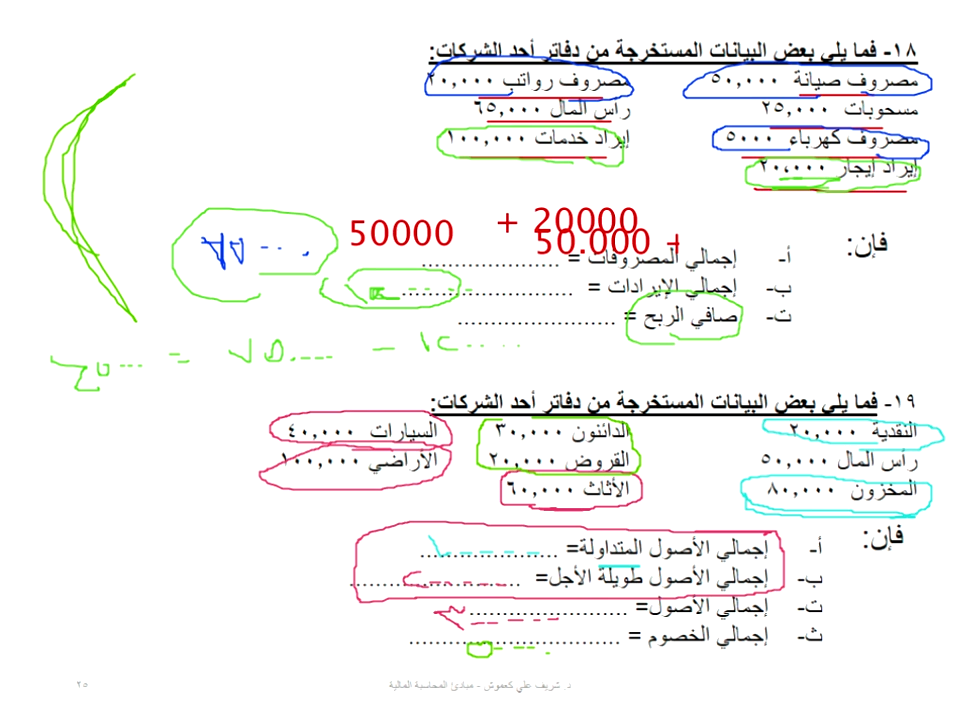 ١٨- فما يلي بعض البيانات المستخرجة من دفاتر أحد الشركات:
مصروف صيانة ٥٠,٠٠٠ مصروف رواتب ٢٠,٠٠٠
مسحوبات ٢٥,٠٠٠ رأس المال ٦٥,٠٠٠
مصروف كهرباء ٥٠٠٠ إيراد خدمات ١٠٠,٠٠٠
إيراد إيجار ٢٠,٠٠٠
فإن:
50000 + 20000
50.000 +
أ- إجمالي المصروفات = ....................
ب- إجمالي الإيرادات = .........................
ت- صافي الربح = .......................
١٩- فما يلي بعض البيانات المستخرجة من دفاتر أحد الشركات:
النقدية ٢٠,٠٠٠ الدائنون ٣٠,٠٠٠ السيارات ٤٠,٠٠٠
رأس المال ٥٠,٠٠٠ القروض ٢٠,٠٠٠ الأراضي ١٠٠,٠٠٠
المخزون ٨٠,٠٠٠ الأثاث ٦٠,٠٠٠
فإن:
أ- إجمالي الأصول المتداولة= ....................
ب- إجمالي الأصول طويلة الأجل= .........................
ت- إجمالي الأصول= .......................
ث- إجمالي الخصوم = ...............................
د. شريف علي كعموش - مبادئ المحاسبة المالية
٢٥